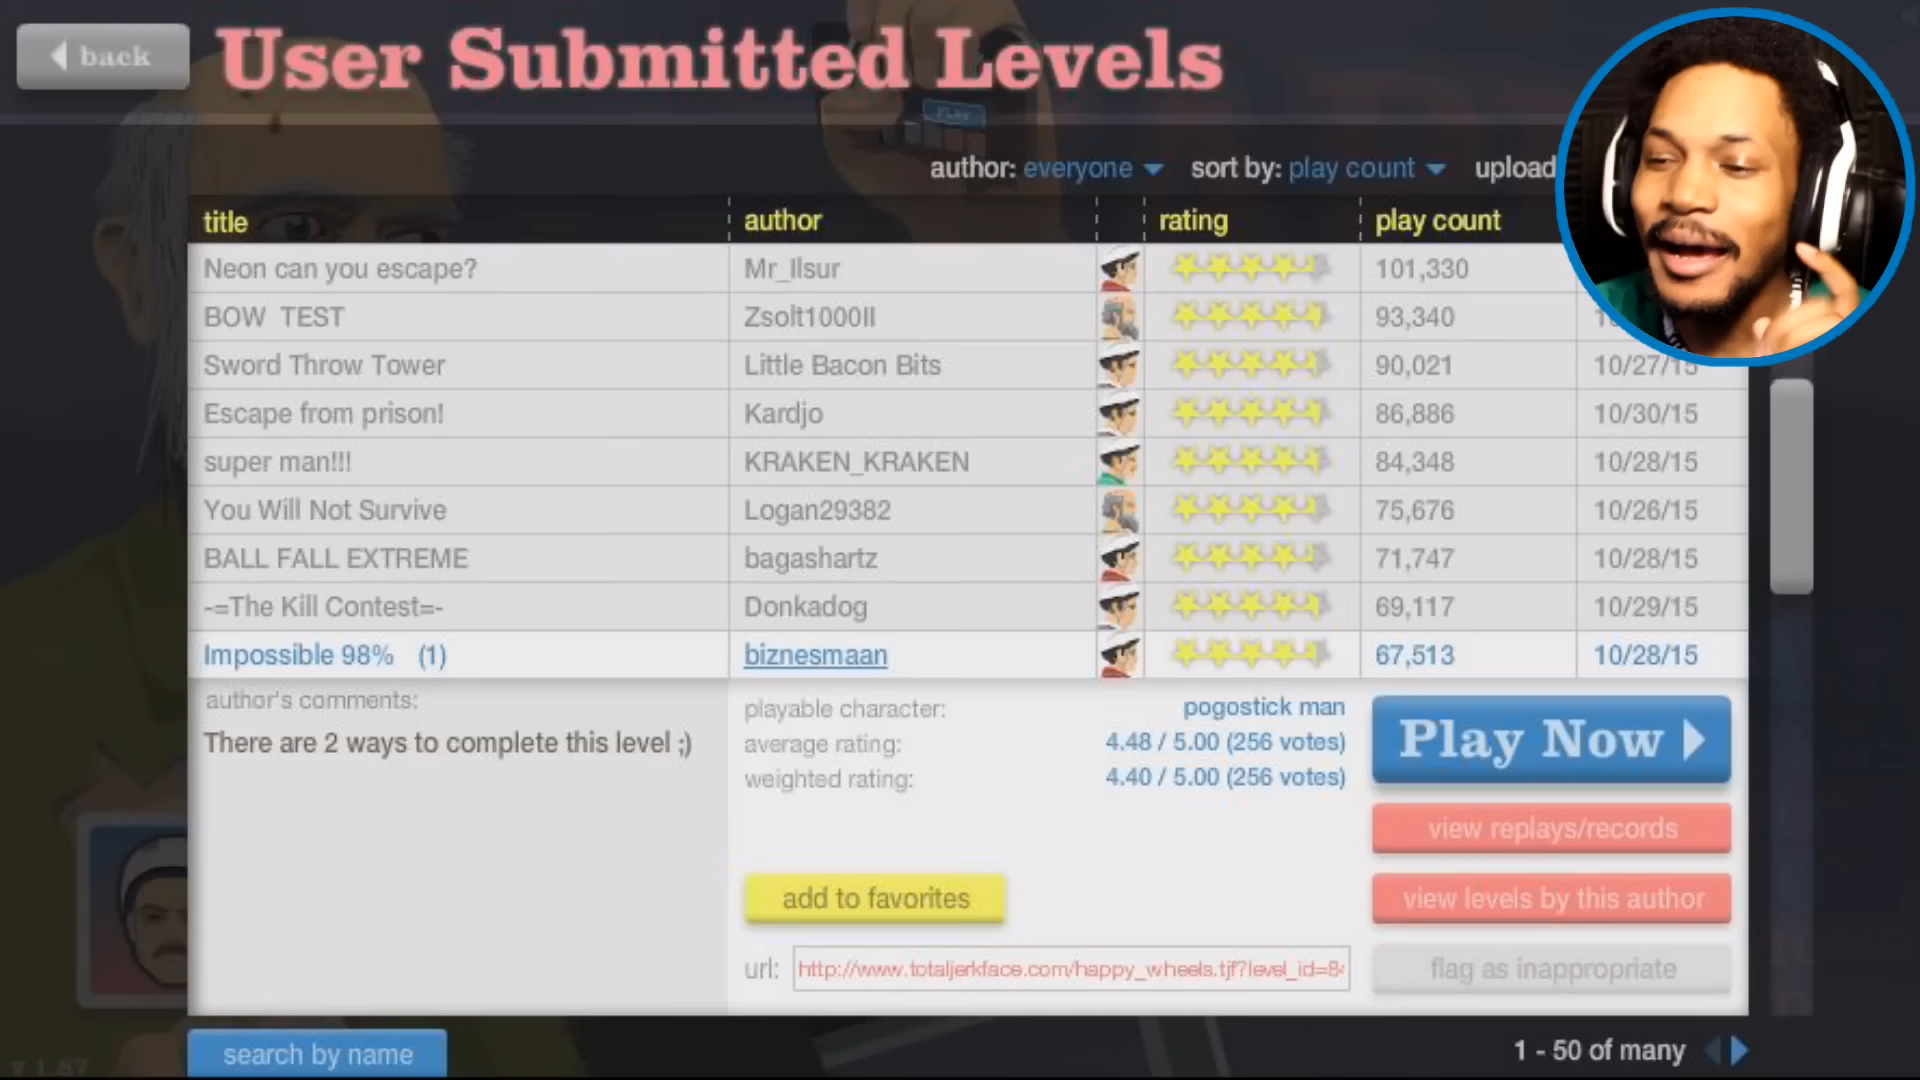 back
User Submitted Levels
PLAY
author: everyone sort by: play count upload
title author rating play count
Neon can you escape? Mr_Ilsur 101,330
BOW TEST Zsolt1000II 93,340
Sword Throw Tower Little Bacon Bits 90,021 10/27/15
Escape from prison! Kardjo 86,886 10/30/15
super man!!! KRAKEN_KRAKEN 84,348 10/28/15
You Will Not Survive Logan29382 75,676 10/26/15
BALL FALL EXTREME bagashartz 71,747 10/28/15
-=The Kill Contest=- Donkadog 69,117 10/29/15
Impossible 98% (1) biznesmaan 67,513 10/28/15
author's comments:
There are 2 ways to complete this level ;)
playable character: pogostick man
average rating: 4.48 / 5.00 (256 votes)
weighted rating: 4.40 / 5.00 (256 votes)
Play Now
view replays/records
add to favorites
view levels by this author
url: http://www.totaljerkface.com/happy_wheels.tjf?level_id=8
flag as inappropriate
search by name
1 - 50 of many
v 1.87